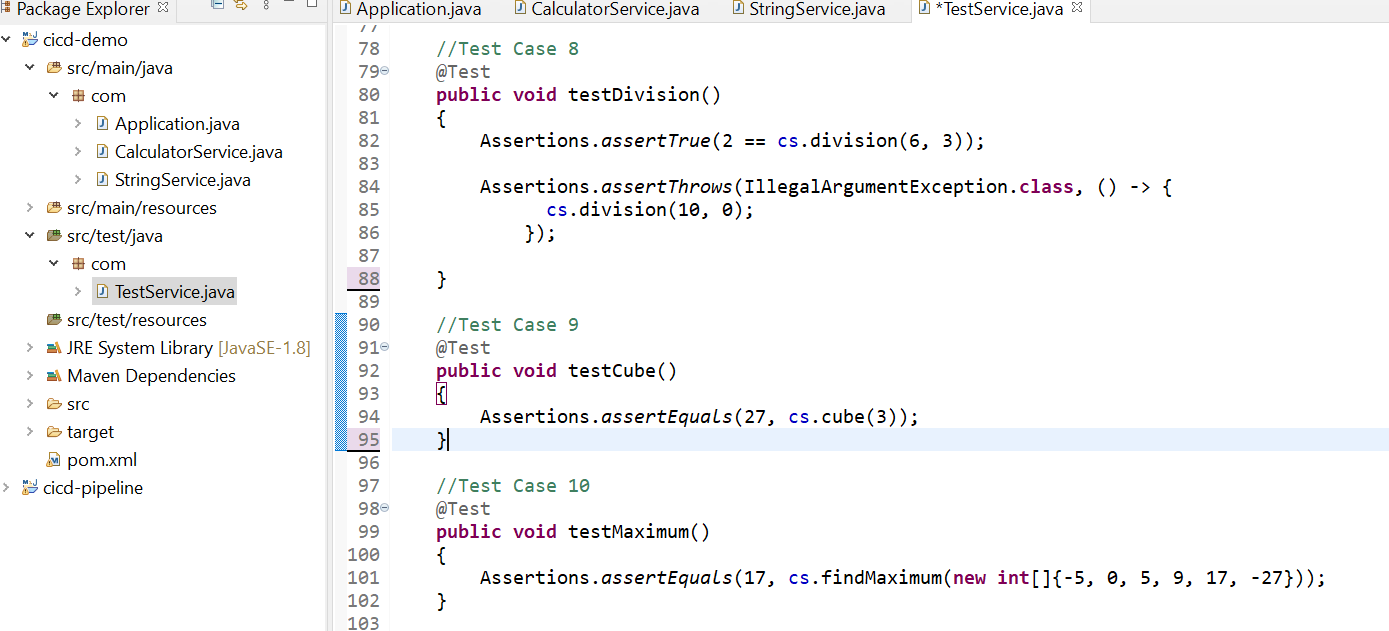 Package Explorer
cicd-demo
src/main/java
com
Application.java
CalculatorService.java
StringService.java
src/main/resources
src/test/java
com
TestService.java
src/test/resources
JRE System Library [JavaSE-1.8]
Maven Dependencies
src
target
pom.xml
cicd-pipeline
Application.java
CalculatorService.java
StringService.java
*TestService.java
77
78 //Test Case 8
79 @Test
80 public void testDivision()
81 {
82 Assertions.assertTrue(2 == cs.division(6, 3));
83
84 Assertions.assertThrows(IllegalArgumentException.class, () -> {
85 cs.division(10, 0);
86 });
87
88 }
89
90 //Test Case 9
91 @Test
92 public void testCube()
93 {
94 Assertions.assertEquals(27, cs.cube(3));
95 }
96
97 //Test Case 10
98 @Test
99 public void testMaximum()
100 {
101 Assertions.assertEquals(17, cs.findMaximum(new int[]{-5, 0, 5, 9, 17, -27}));
102 }
103